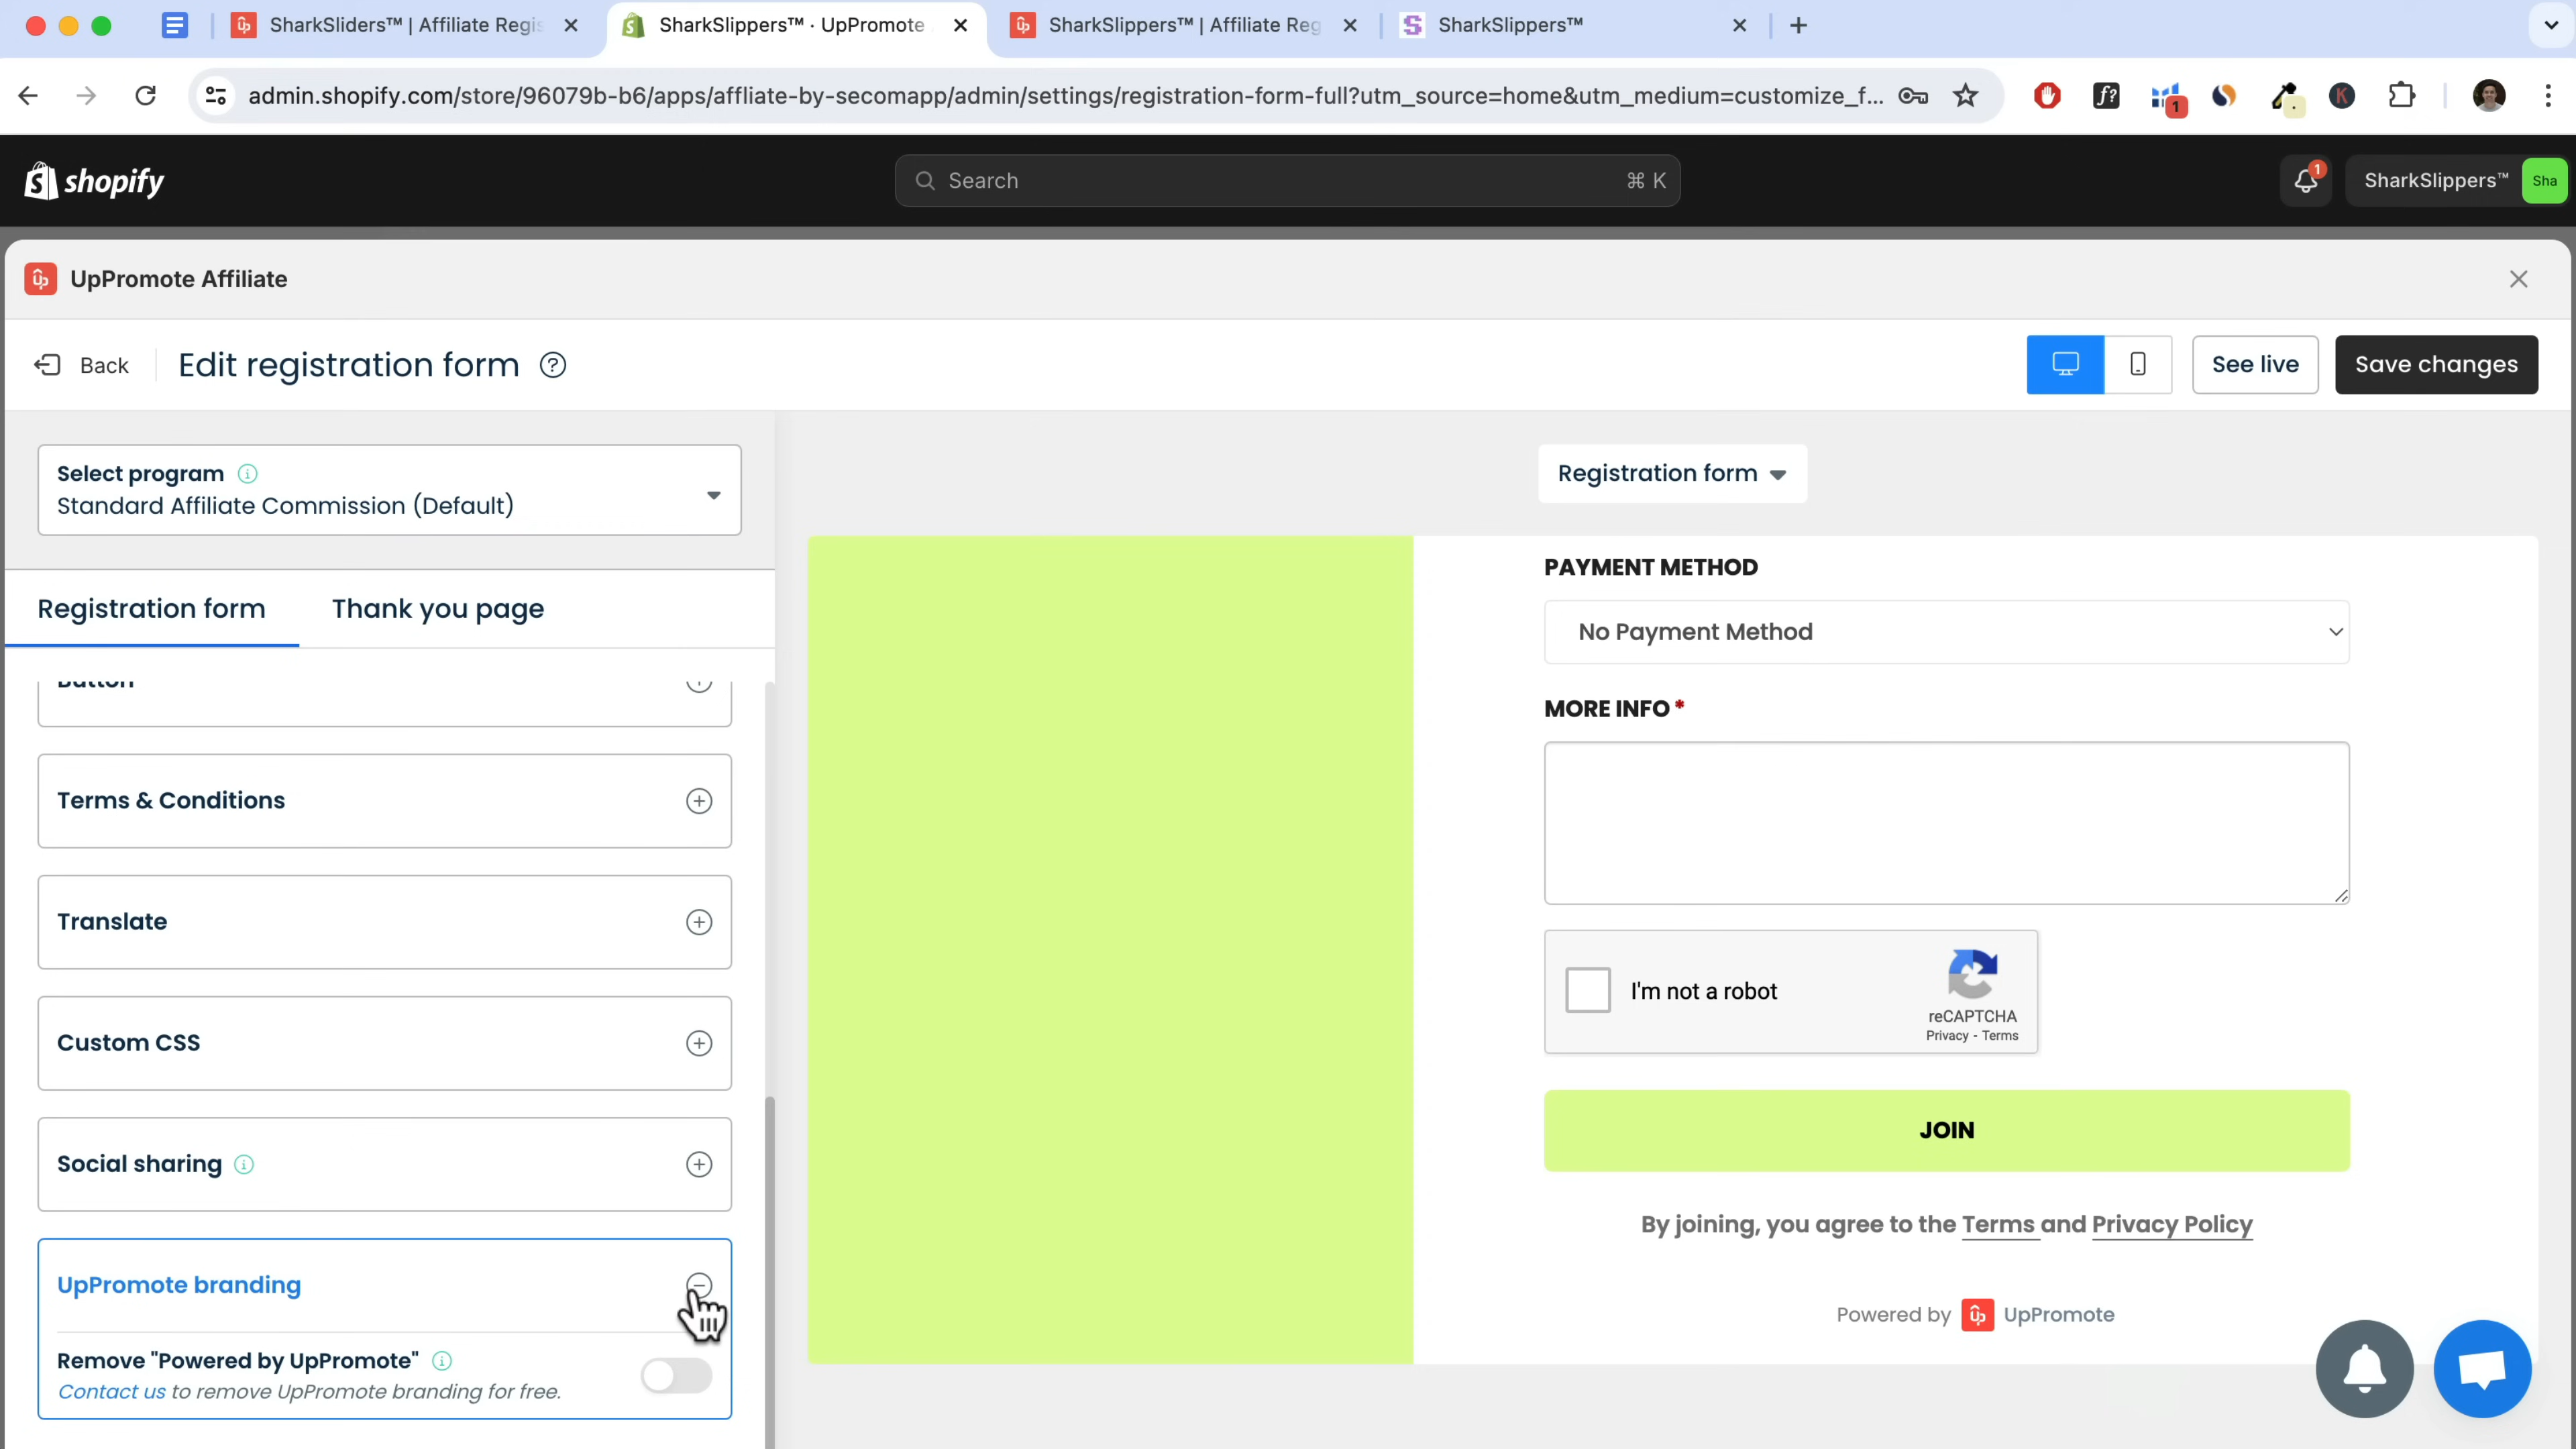 SharkSliders™ | Affiliate Regis
SharkSlippers™ · UpPromote
SharkSlippers™ | Affiliate Reg
SharkSlippers™
admin.shopify.com/store/96079b-b6/apps/affliate-by-secomapp/admin/settings/registration-form-full?utm_source=home&utm_medium=customize_f...
f?
1
K
shopify
Search
⌘ K
1
SharkSlippers™
Sha
UpPromote Affiliate
Back
Edit registration form
See live
Save changes
Select program
Standard Affiliate Commission (Default)
Registration form
Registration form
Thank you page
Button
Terms & Conditions
Translate
Custom CSS
Social sharing
UpPromote branding
Remove "Powered by UpPromote"
Contact us to remove UpPromote branding for free.
PAYMENT METHOD
No Payment Method
MORE INFO *
I'm not a robot
reCAPTCHA
Privacy - Terms
JOIN
By joining, you agree to the Terms and Privacy Policy
Powered by UpPromote